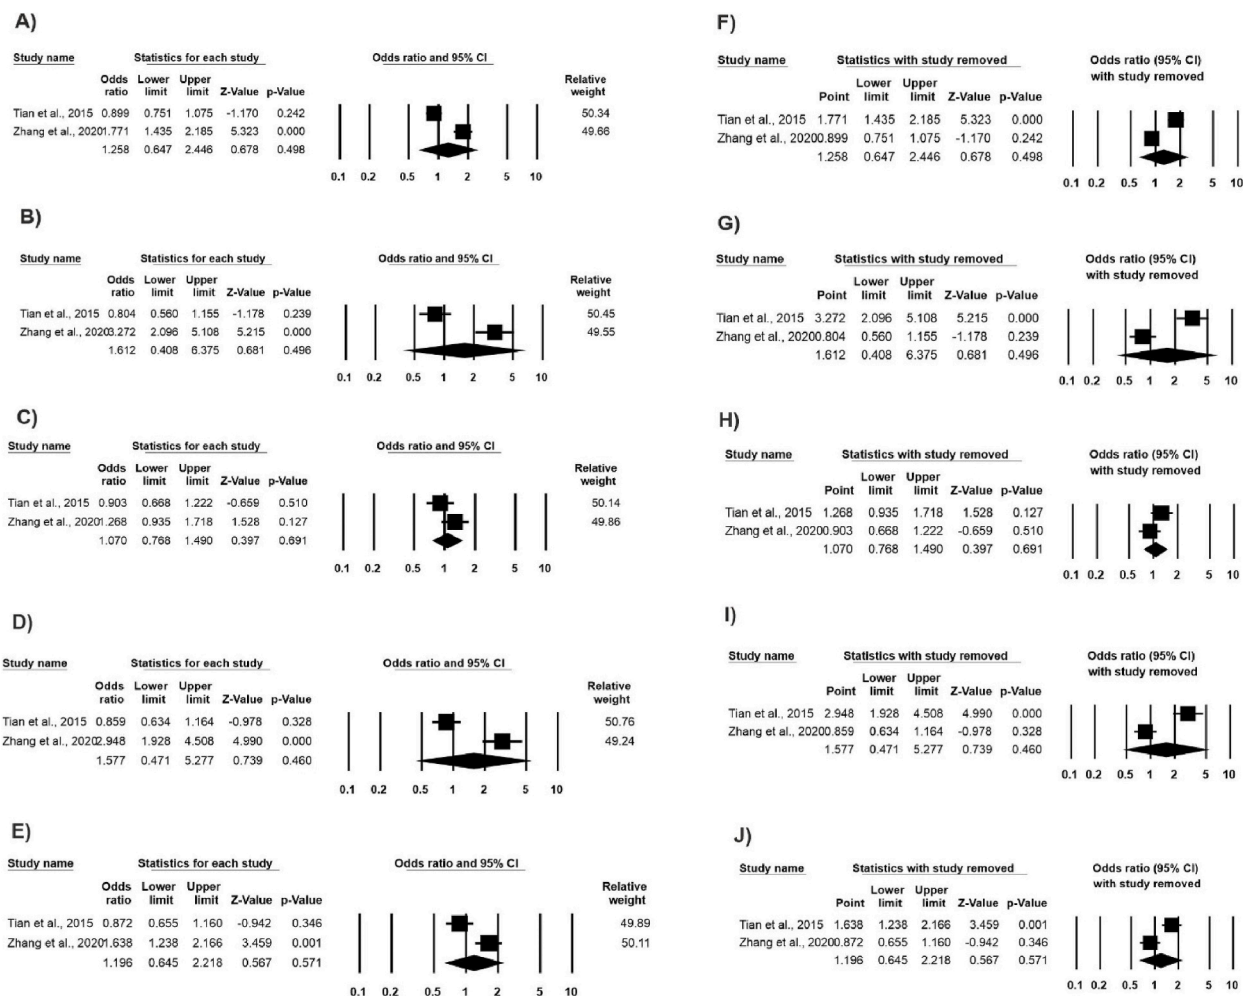 A)
Study name Statistics for each study Odds ratio and 95% CI
Odds Lower Upper Relative
ratio limit limit Z-Value p-Value weight
Tian et al., 2015 0.899 0.751 1.075 -1.170 0.242 50.34
Zhang et al., 2020 1.771 1.435 2.185 5.323 0.000 49.66
1.258 0.647 2.446 0.678 0.498
0.1 0.2 0.5 1 2 5 10
B)
Study name Statistics for each study Odds ratio and 95% CI
Odds Lower Upper Relative
ratio limit limit Z-Value p-Value weight
Tian et al., 2015 0.804 0.560 1.155 -1.178 0.239 50.45
Zhang et al., 2020 3.272 2.096 5.108 5.215 0.000 49.55
1.612 0.408 6.375 0.681 0.496
0.1 0.2 0.5 1 2 5 10
C)
Study name Statistics for each study Odds ratio and 95% CI
Odds Lower Upper Relative
ratio limit limit Z-Value p-Value weight
Tian et al., 2015 0.903 0.668 1.222 -0.659 0.510 50.14
Zhang et al., 2020 1.268 0.935 1.718 1.528 0.127 49.86
1.070 0.768 1.490 0.397 0.691
0.1 0.2 0.5 1 2 5 10
D)
Study name Statistics for each study Odds ratio and 95% CI
Odds Lower Upper Relative
ratio limit limit Z-Value p-Value weight
Tian et al., 2015 0.859 0.634 1.164 -0.978 0.328 50.76
Zhang et al., 2020 2.948 1.928 4.508 4.990 0.000 49.24
1.577 0.471 5.277 0.739 0.460
0.1 0.2 0.5 1 2 5 10
E)
Study name Statistics for each study Odds ratio and 95% CI
Odds Lower Upper Relative
ratio limit limit Z-Value p-Value weight
Tian et al., 2015 0.872 0.655 1.160 -0.942 0.346 49.89
Zhang et al., 2020 1.638 1.238 2.166 3.459 0.001 50.11
1.196 0.645 2.218 0.567 0.571
0.1 0.2 0.5 1 2 5 10
F)
Study name Statistics with study removed Odds ratio (95% CI)
with study removed
Lower Upper
Point limit limit Z-Value p-Value
Tian et al., 2015 1.771 1.435 2.185 5.323 0.000
Zhang et al., 2020 0.899 0.751 1.075 -1.170 0.242
1.258 0.647 2.446 0.678 0.498
0.1 0.2 0.5 1 2 5 10
G)
Study name Statistics with study removed Odds ratio (95% CI)
with study removed
Lower Upper
Point limit limit Z-Value p-Value
Tian et al., 2015 3.272 2.096 5.108 5.215 0.000
Zhang et al., 2020 0.804 0.560 1.155 -1.178 0.239
1.612 0.408 6.375 0.681 0.496
0.1 0.2 0.5 1 2 5 10
H)
Study name Statistics with study removed Odds ratio (95% CI)
with study removed
Lower Upper
Point limit limit Z-Value p-Value
Tian et al., 2015 1.268 0.935 1.718 1.528 0.127
Zhang et al., 2020 0.903 0.668 1.222 -0.659 0.510
1.070 0.768 1.490 0.397 0.691
0.1 0.2 0.5 1 2 5 10
I)
Study name Statistics with study removed Odds ratio (95% CI)
with study removed
Lower Upper
Point limit limit Z-Value p-Value
Tian et al., 2015 2.948 1.928 4.508 4.990 0.000
Zhang et al., 2020 0.859 0.634 1.164 -0.978 0.328
1.577 0.471 5.277 0.739 0.460
0.1 0.2 0.5 1 2 5 10
J)
Study name Statistics with study removed Odds ratio (95% CI)
with study removed
Lower Upper
Point limit limit Z-Value p-Value
Tian et al., 2015 1.638 1.238 2.166 3.459 0.001
Zhang et al., 2020 0.872 0.655 1.160 -0.942 0.346
1.196 0.645 2.218 0.567 0.571
0.1 0.2 0.5 1 2 5 10